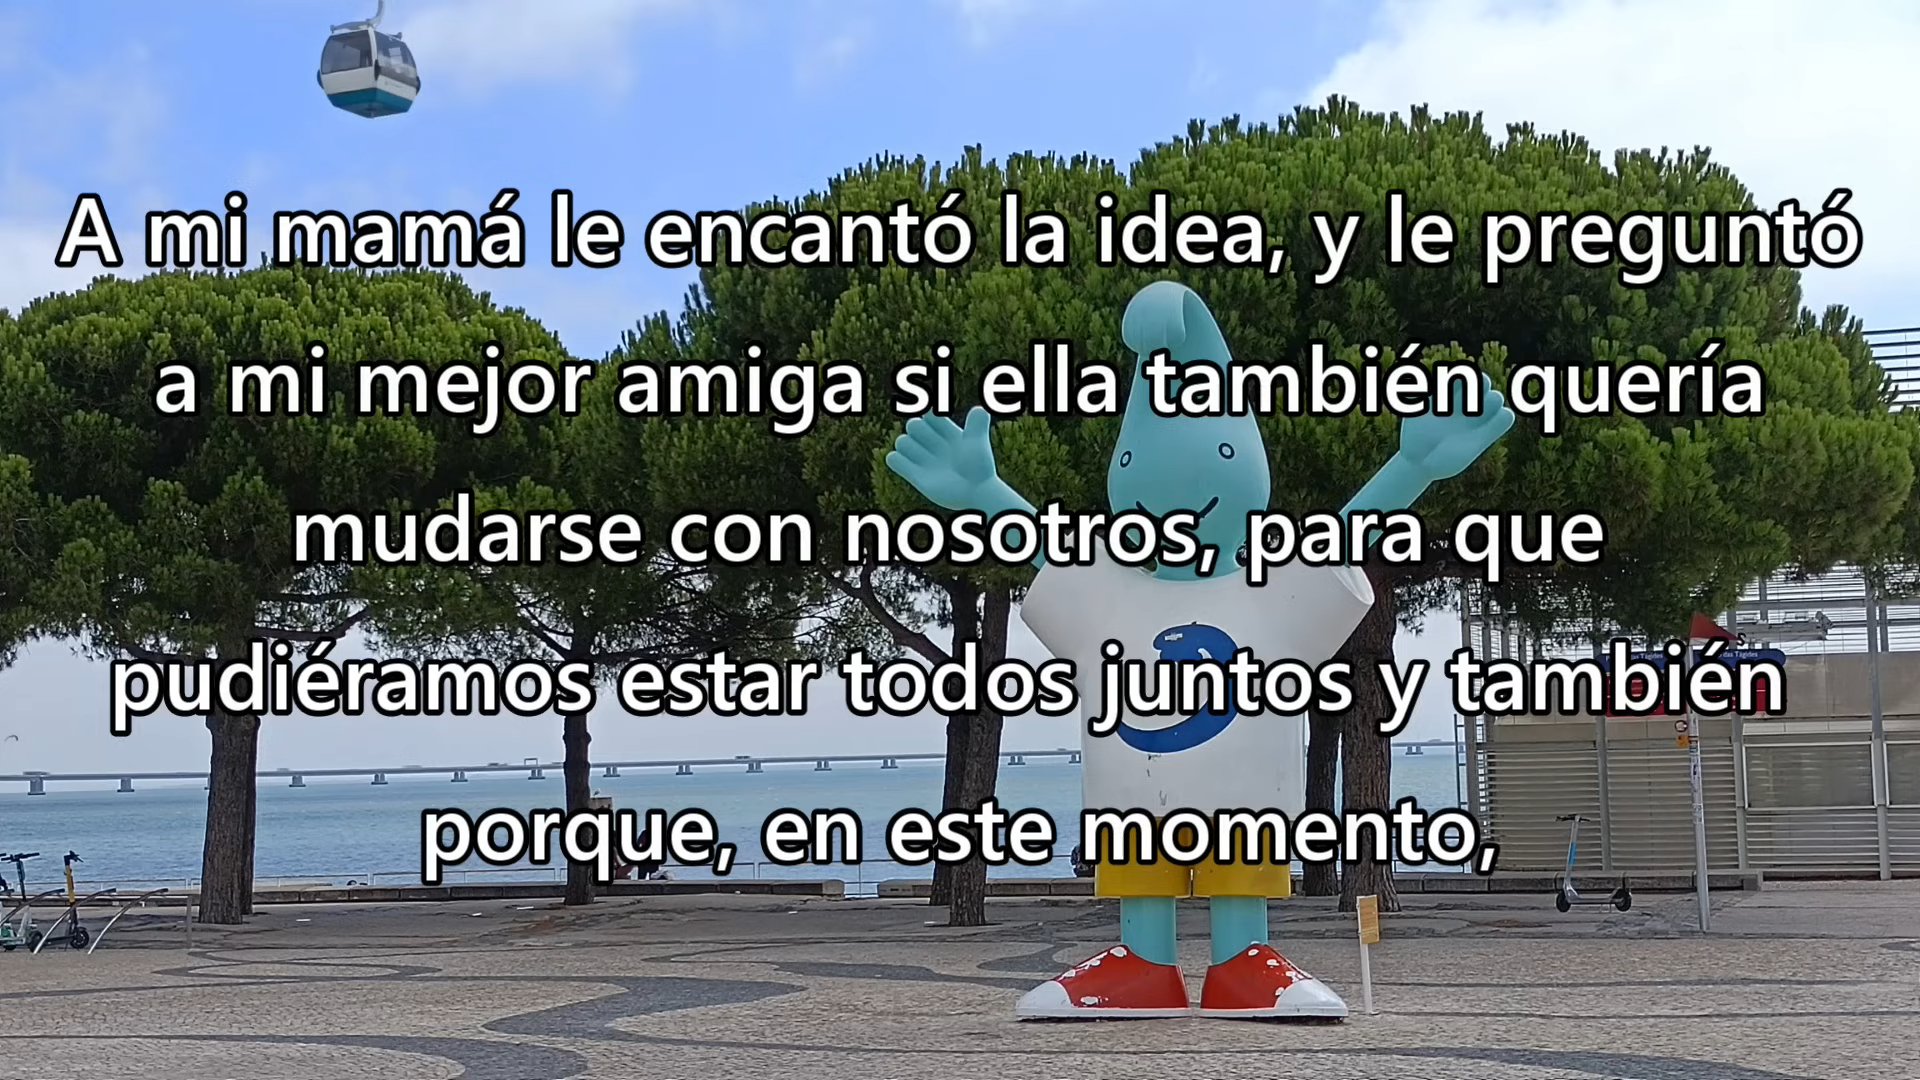 A mi mamá le encantó la idea, y le preguntó
a mi mejor amiga si ella también quería
mudarse con nosotros, para que
pudiéramos estar todos juntos y también
porque, en este momento,